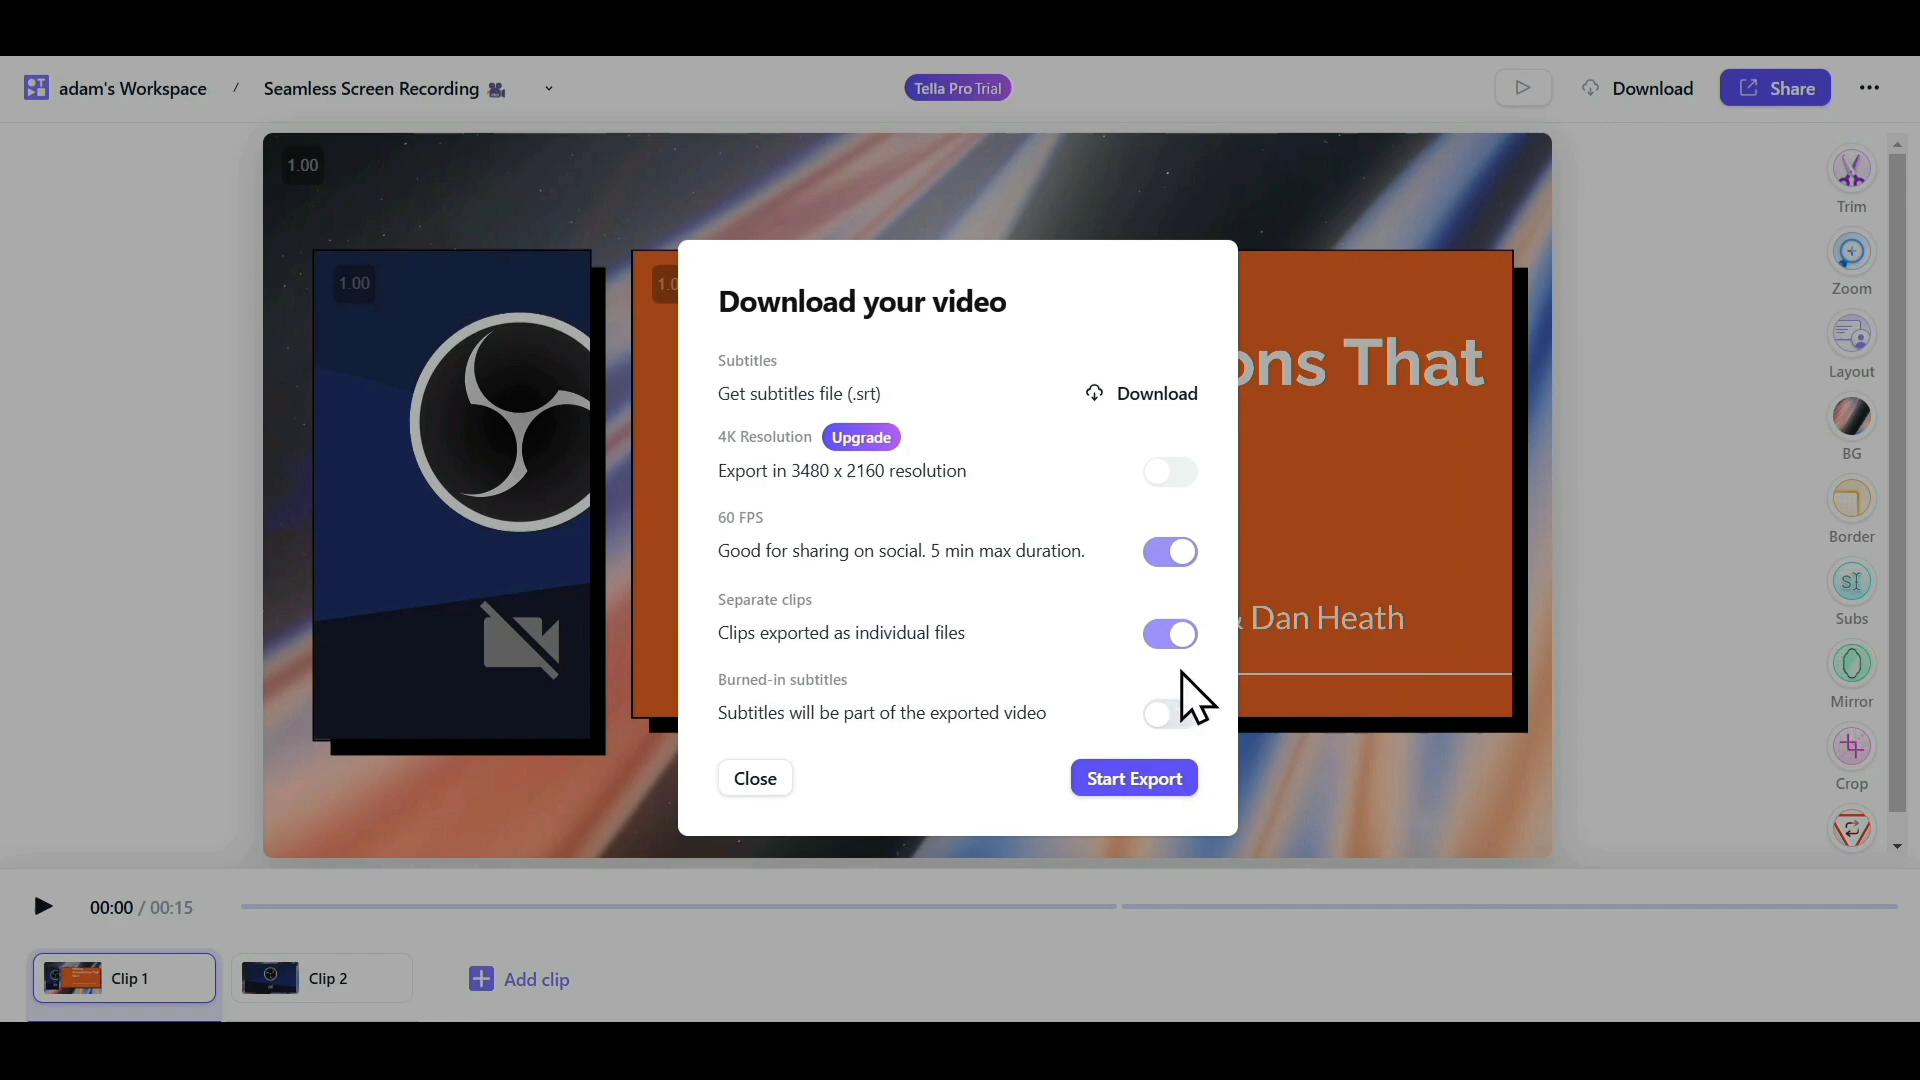 adam's Workspace / Seamless Screen Recording
Tella Pro Trial
Download
Share
1.00
1.00
1.0
ons That
& Dan Heath
Download your video
Subtitles
Get subtitles file (.srt)
Download
4K Resolution Upgrade
Export in 3480 x 2160 resolution
60 FPS
Good for sharing on social. 5 min max duration.
Separate clips
Clips exported as individual files
Burned-in subtitles
Subtitles will be part of the exported video
Close
Start Export
Trim
Zoom
Layout
BG
Border
SI
Subs
Mirror
Crop
00:00 / 00:15
Clip 1
Clip 2
Add clip